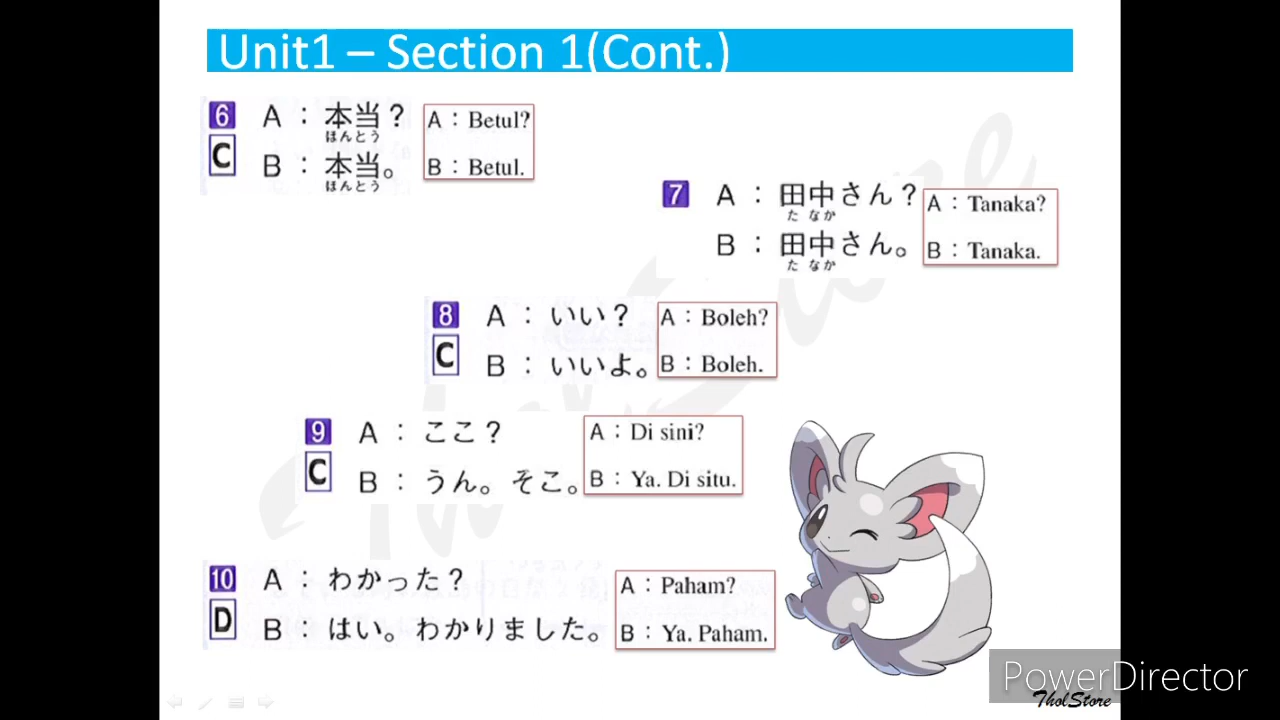 Unit1 – Section 1(Cont.)
6 A：本当？
ほんとう
C B：本当。
ほんとう
A：Betul?
B：Betul.
7 A：田中さん？
たなか
B：田中さん。
たなか
A：Tanaka?
B：Tanaka.
8 A：いい？
C B：いいよ。
A：Boleh?
B：Boleh.
9 A：ここ？
C B：うん。そこ。
A：Di sini?
B：Ya. Di situ.
10 A：わかった？
D B：はい。わかりました。
A：Paham?
B：Ya. Paham.
PowerDirector
TholStore